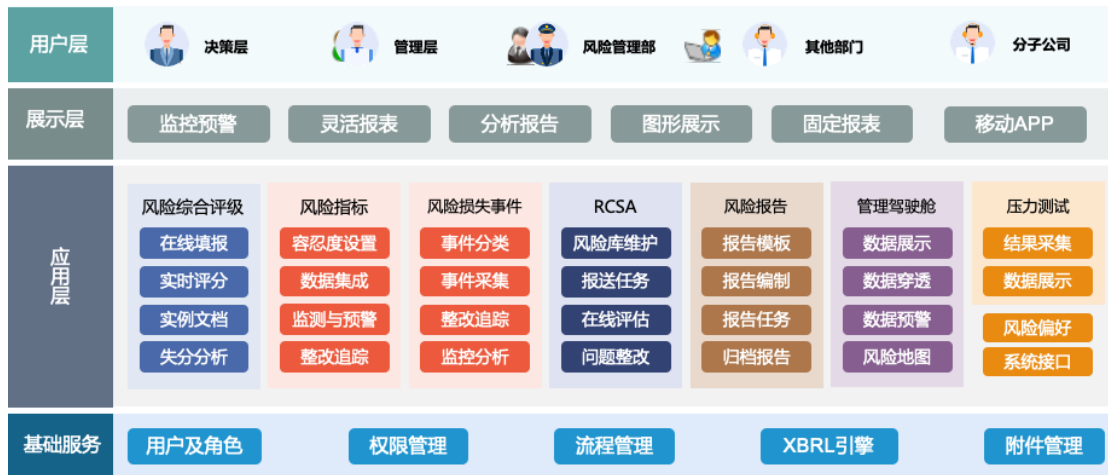 用户层
决策层
管理层
风险管理部
其他部门
分子公司
展示层
监控预警
灵活报表
分析报告
图形展示
固定报表
移动APP
应用层
风险综合评级
在线填报
实时评分
实例文档
失分分析
风险指标
容忍度设置
数据集成
监测与预警
整改追踪
风险损失事件
事件分类
事件采集
整改追踪
监控分析
RCSA
风险库维护
报送任务
在线评估
问题整改
风险报告
报告模板
报告编制
报告任务
归档报告
管理驾驶舱
数据展示
数据穿透
数据预警
风险地图
压力测试
结果采集
数据展示
风险偏好
系统接口
基础服务
用户及角色
权限管理
流程管理
XBRL引擎
附件管理